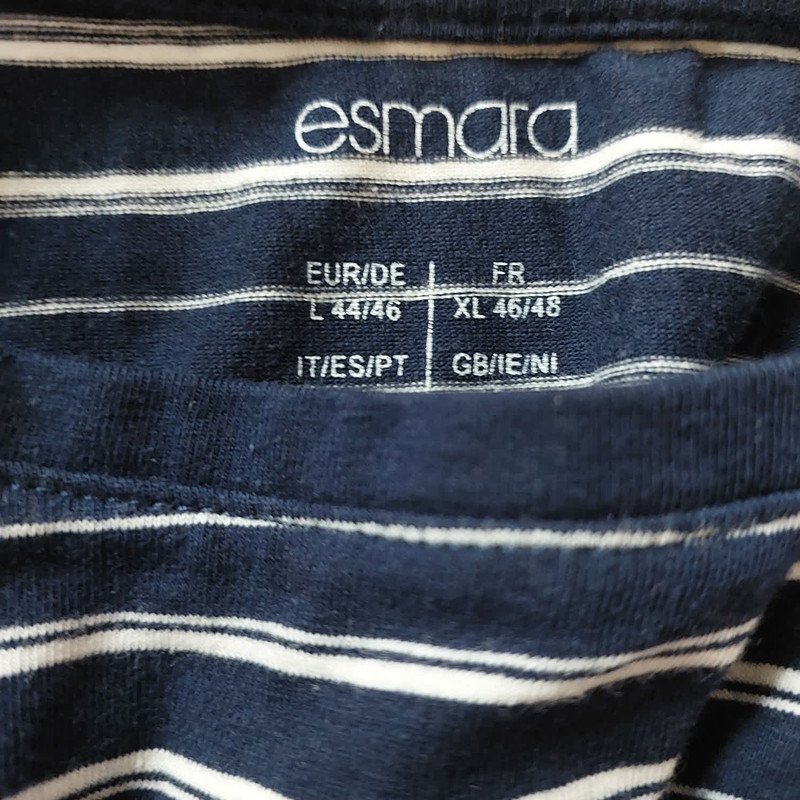 esmara
EUR/DE FR
L 44/46 XL 46/48
IT/ES/PT GB/IE/NI